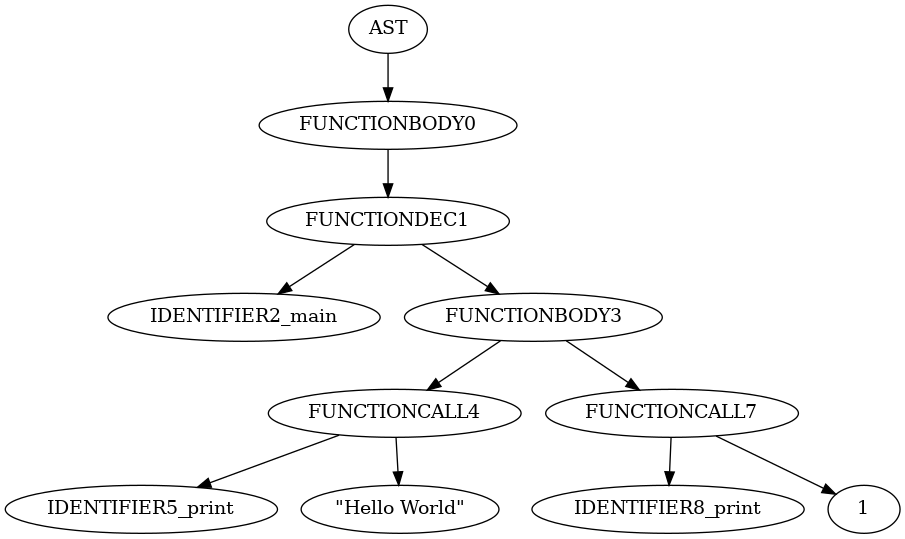 AST
FUNCTIONBODY0
FUNCTIONDEC1
IDENTIFIER2_main
FUNCTIONBODY3
FUNCTIONCALL4
FUNCTIONCALL7
IDENTIFIER5_print
"Hello World"
IDENTIFIER8_print
1